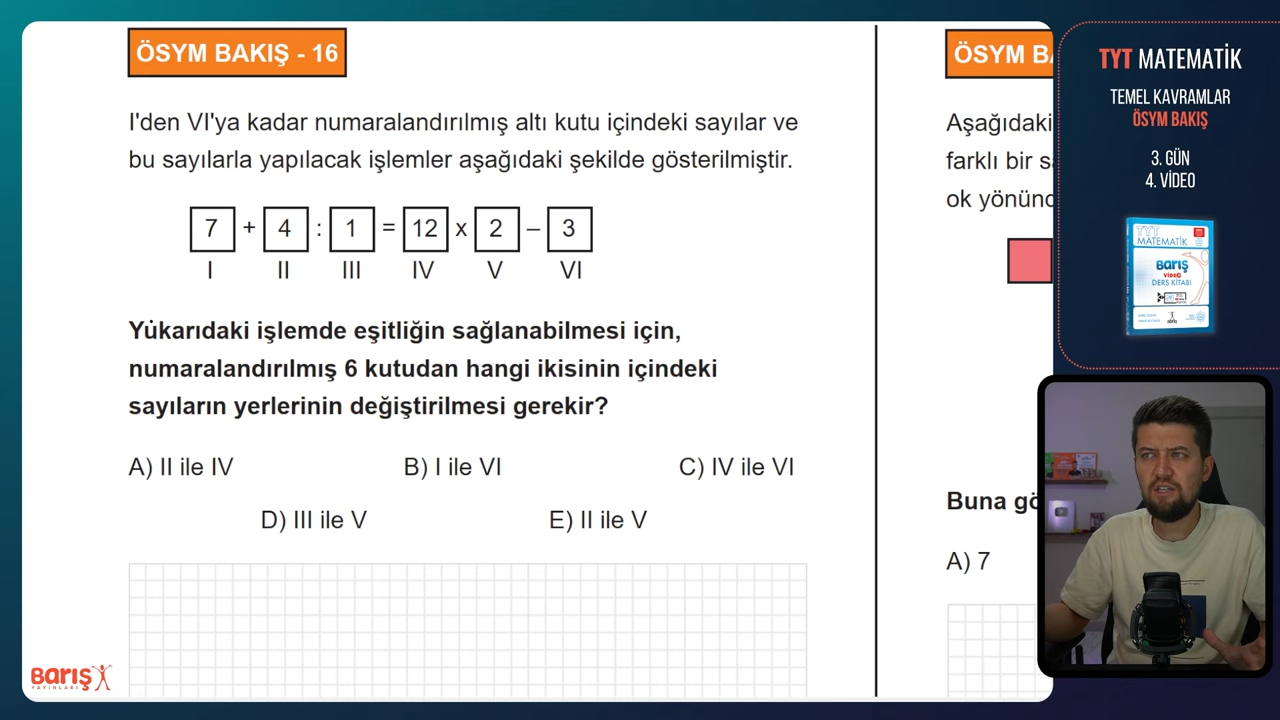 ÖSYM BAKIŞ - 16
I'den VI'ya kadar numaralandırılmış altı kutu içindeki sayılar ve
bu sayılarla yapılacak işlemler aşağıdaki şekilde gösterilmiştir.
7 + 4 : 1 = 12 x 2 – 3
I II III IV V VI
Yukarıdaki işlemde eşitliğin sağlanabilmesi için,
numaralandırılmış 6 kutudan hangi ikisinin içindeki
sayıların yerlerinin değiştirilmesi gerekir?
A) II ile IV B) I ile VI C) IV ile VI
D) III ile V E) II ile V
BARIŞ
YAYINLARI
ÖSYM BA
Aşağıdaki
farklı bir s
ok yönünd
Buna gö
A) 7
TYT MATEMATİK
TEMEL KAVRAMLAR
ÖSYM BAKIŞ
3. GÜN
4. VİDEO
TYT
MATEMATİK
BARIŞ
VİDEO
DERS KİTABI